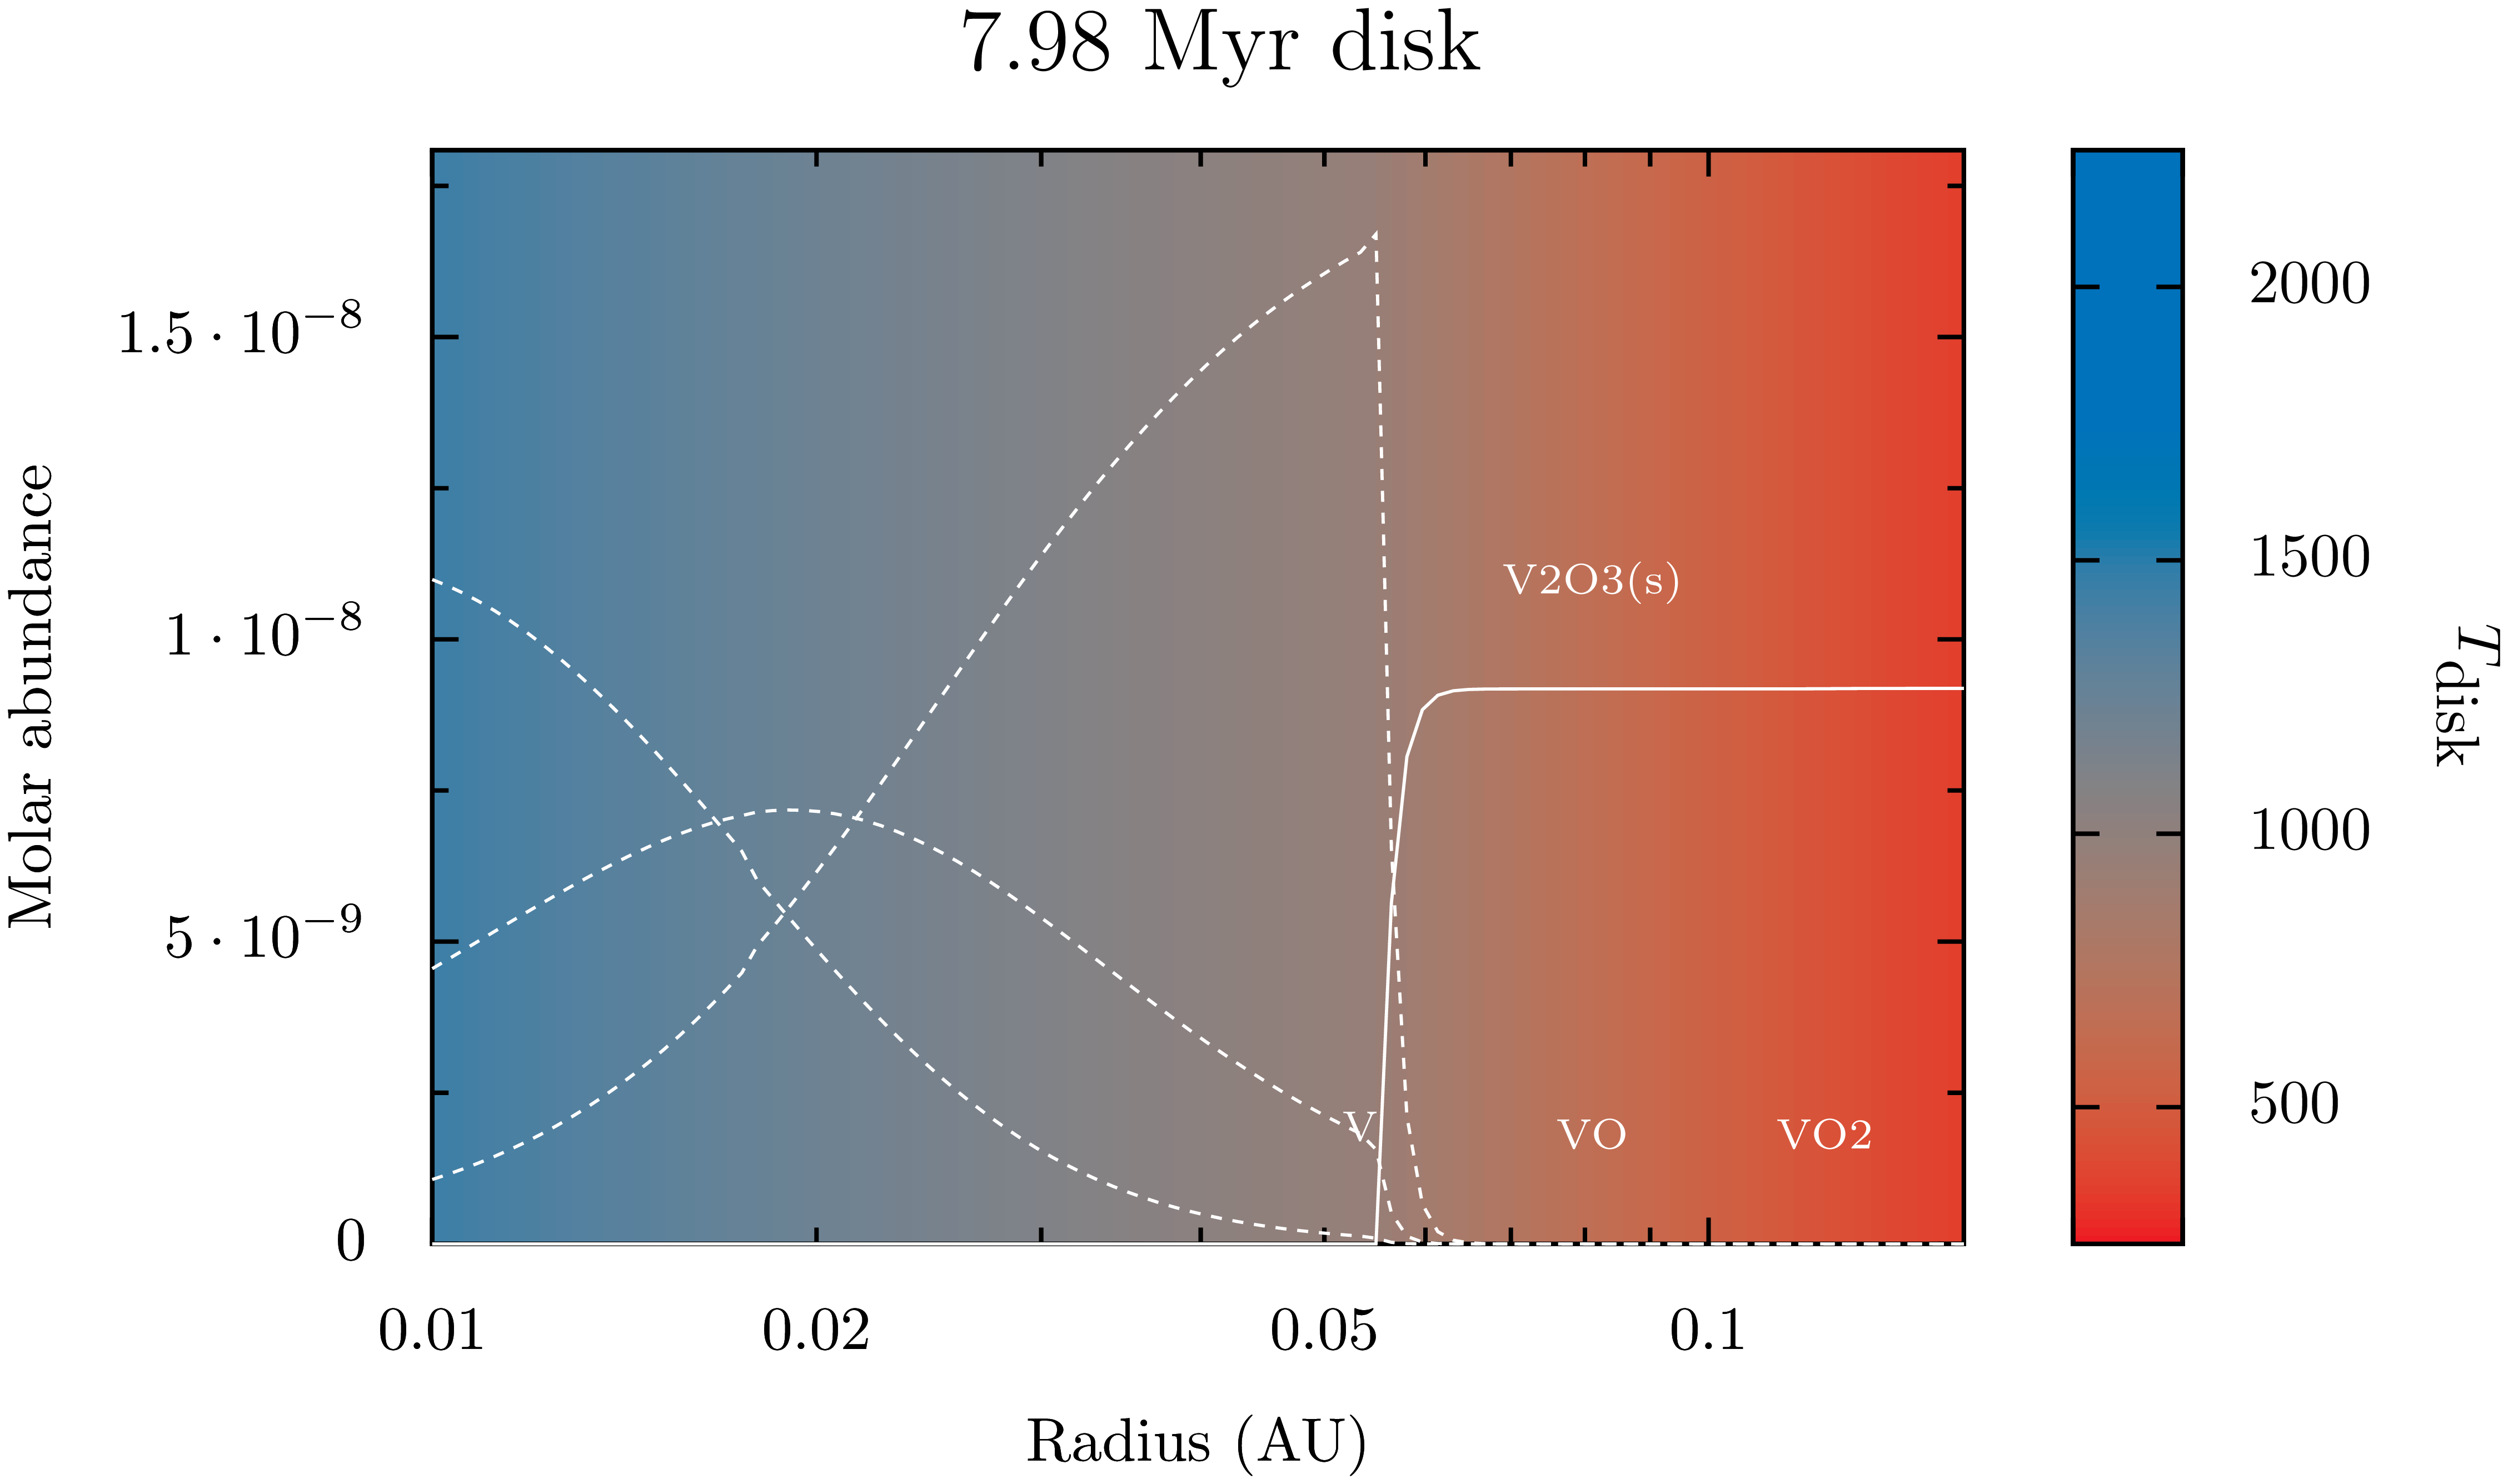 7.98 Myr disk
Molar abundance
1.5 · 10⁻⁸
1 · 10⁻⁸
5 · 10⁻⁹
0
0.01
0.02
0.05
0.1
Radius (AU)
V2O3(s)
V
VO
VO2
2000
1500
1000
500
T_disk